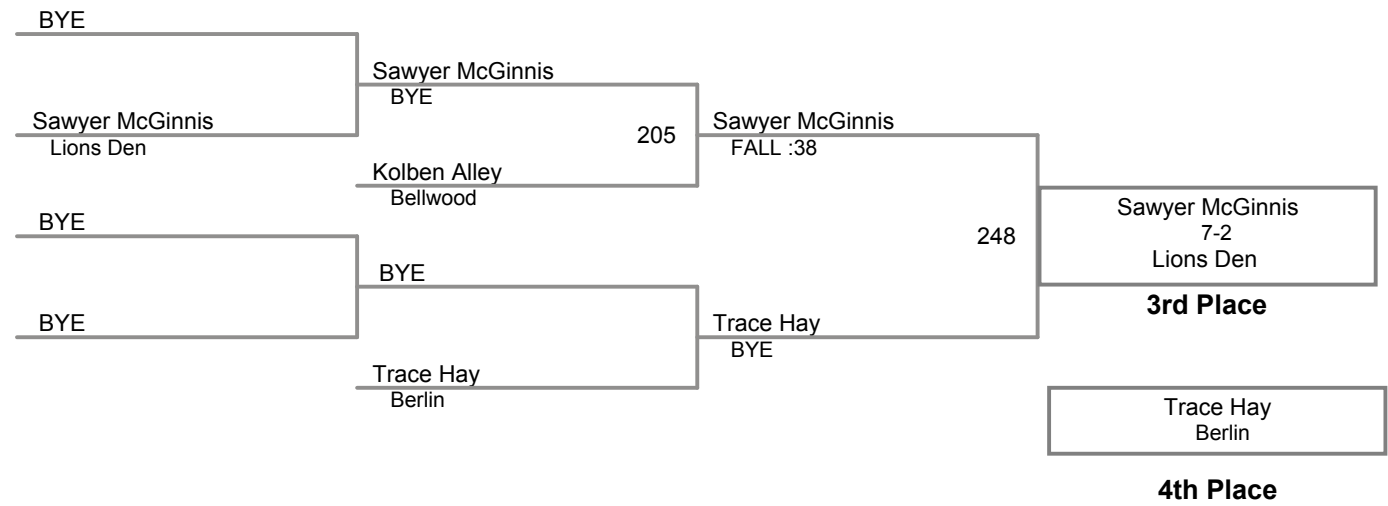 BYE
Sawyer McGinnis
Lions Den
BYE
BYE
Sawyer McGinnis
BYE
205
Kolben Alley
Bellwood
BYE
Trace Hay
Berlin
Sawyer McGinnis
FALL :38
248
Trace Hay
BYE
Sawyer McGinnis
7-2
Lions Den
3rd Place
Trace Hay
Berlin
4th Place